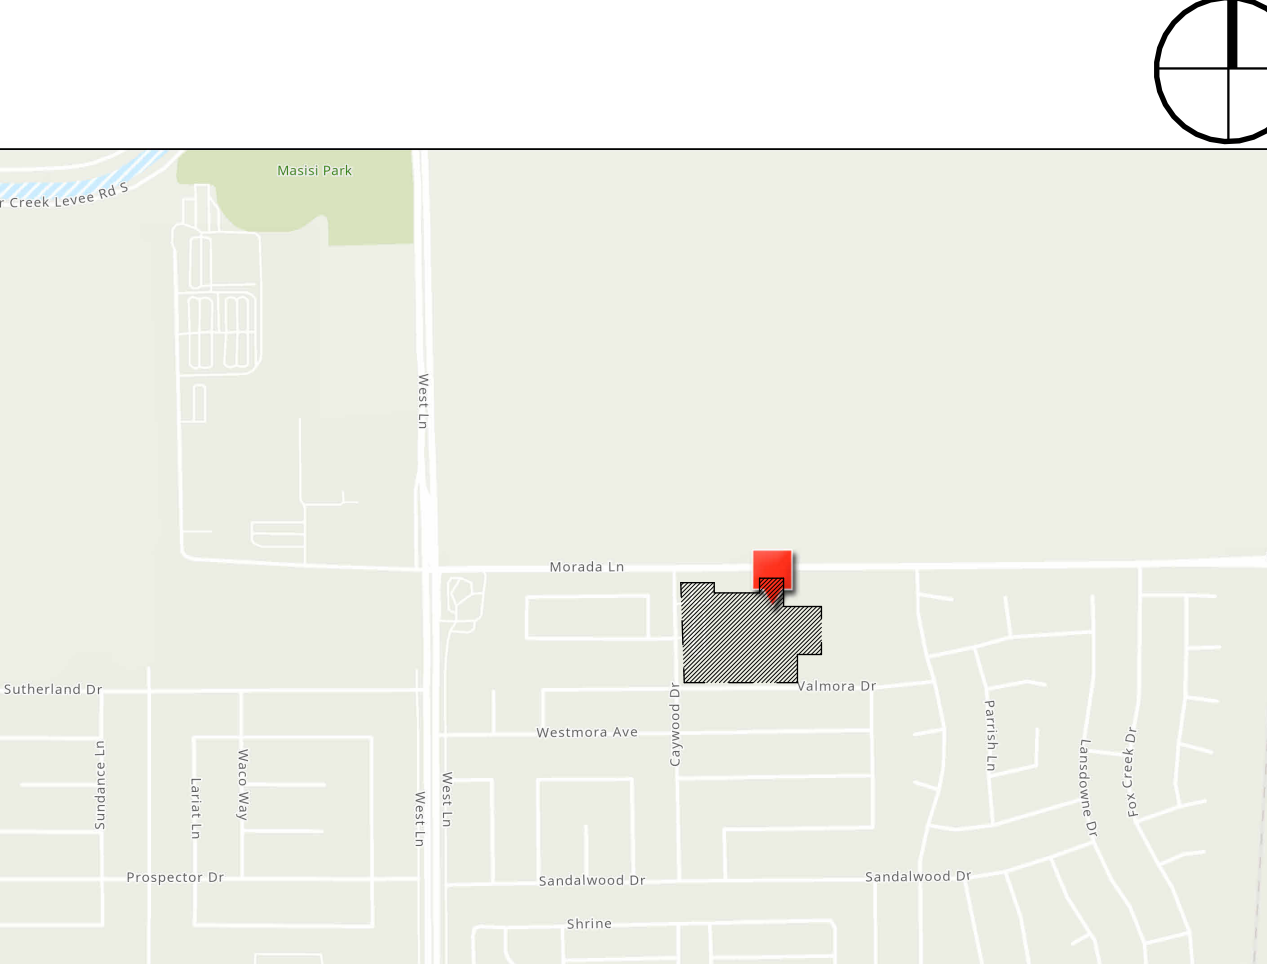 Masisi Park
r Creek Levee Rd S
West Ln
Morada Ln
Sutherland Dr
Valmora Dr
Westmora Ave
Caywood Dr
Parrish Ln
Lansdowne Dr
Fox Creek Dr
Sundance Ln
Lariat Ln
Waco Way
West Ln
West Ln
Prospector Dr
Sandalwood Dr
Sandalwood Dr
Shrine